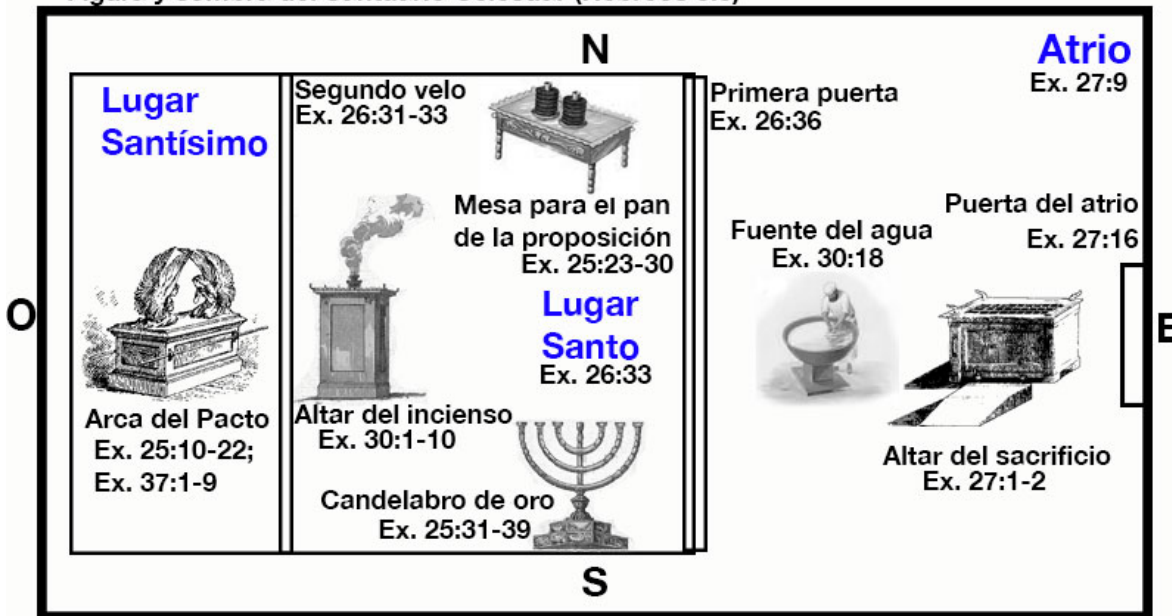 N
Atrio
Ex. 27:9
Lugar
Santísimo
Segundo velo
Ex. 26:31-33
Primera puerta
Ex. 26:36
Mesa para el pan
de la proposición
Ex. 25:23-30
Fuente del agua
Ex. 30:18
Puerta del atrio
Ex. 27:16
O
Lugar
Santo
Ex. 26:33
E
Arca del Pacto
Ex. 25:10-22;
Ex. 37:1-9
Altar del incienso
Ex. 30:1-10
Candelabro de oro
Ex. 25:31-39
Altar del sacrificio
Ex. 27:1-2
S